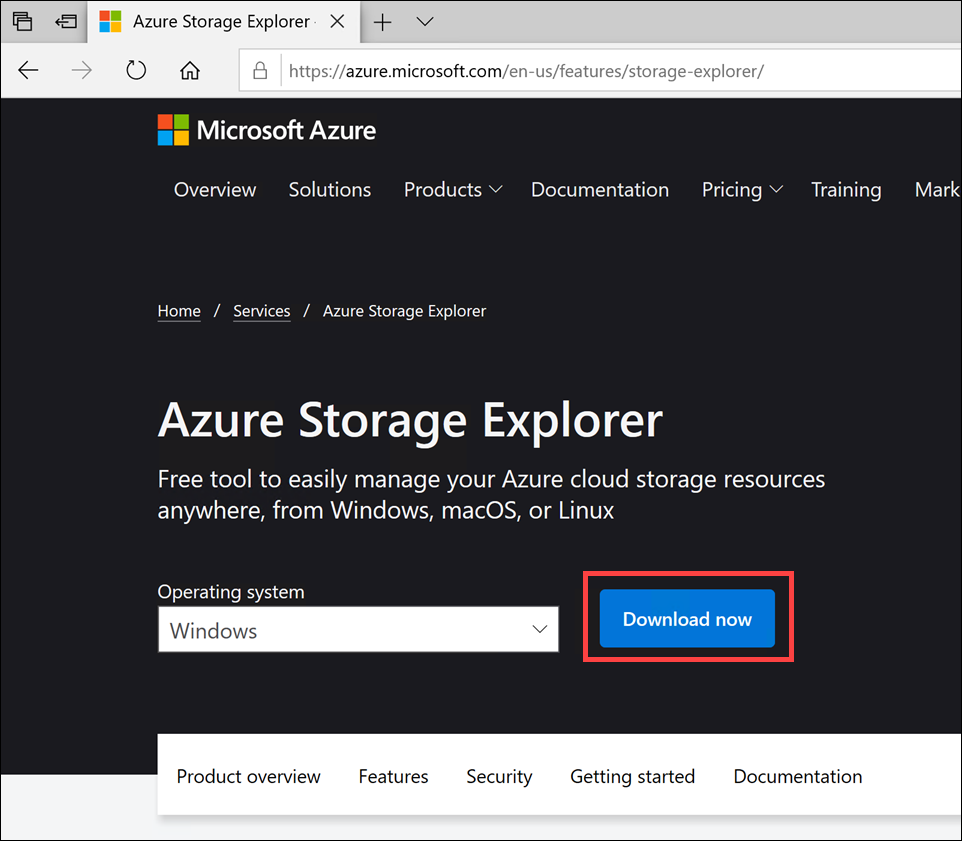 Azure Storage Explorer
https://azure.microsoft.com/en-us/features/storage-explorer/
Microsoft Azure
Overview Solutions Products Documentation Pricing Training Mark
Home / Services / Azure Storage Explorer
Azure Storage Explorer
Free tool to easily manage your Azure cloud storage resources
anywhere, from Windows, macOS, or Linux
Operating system
Windows
Download now
Product overview Features Security Getting started Documentation